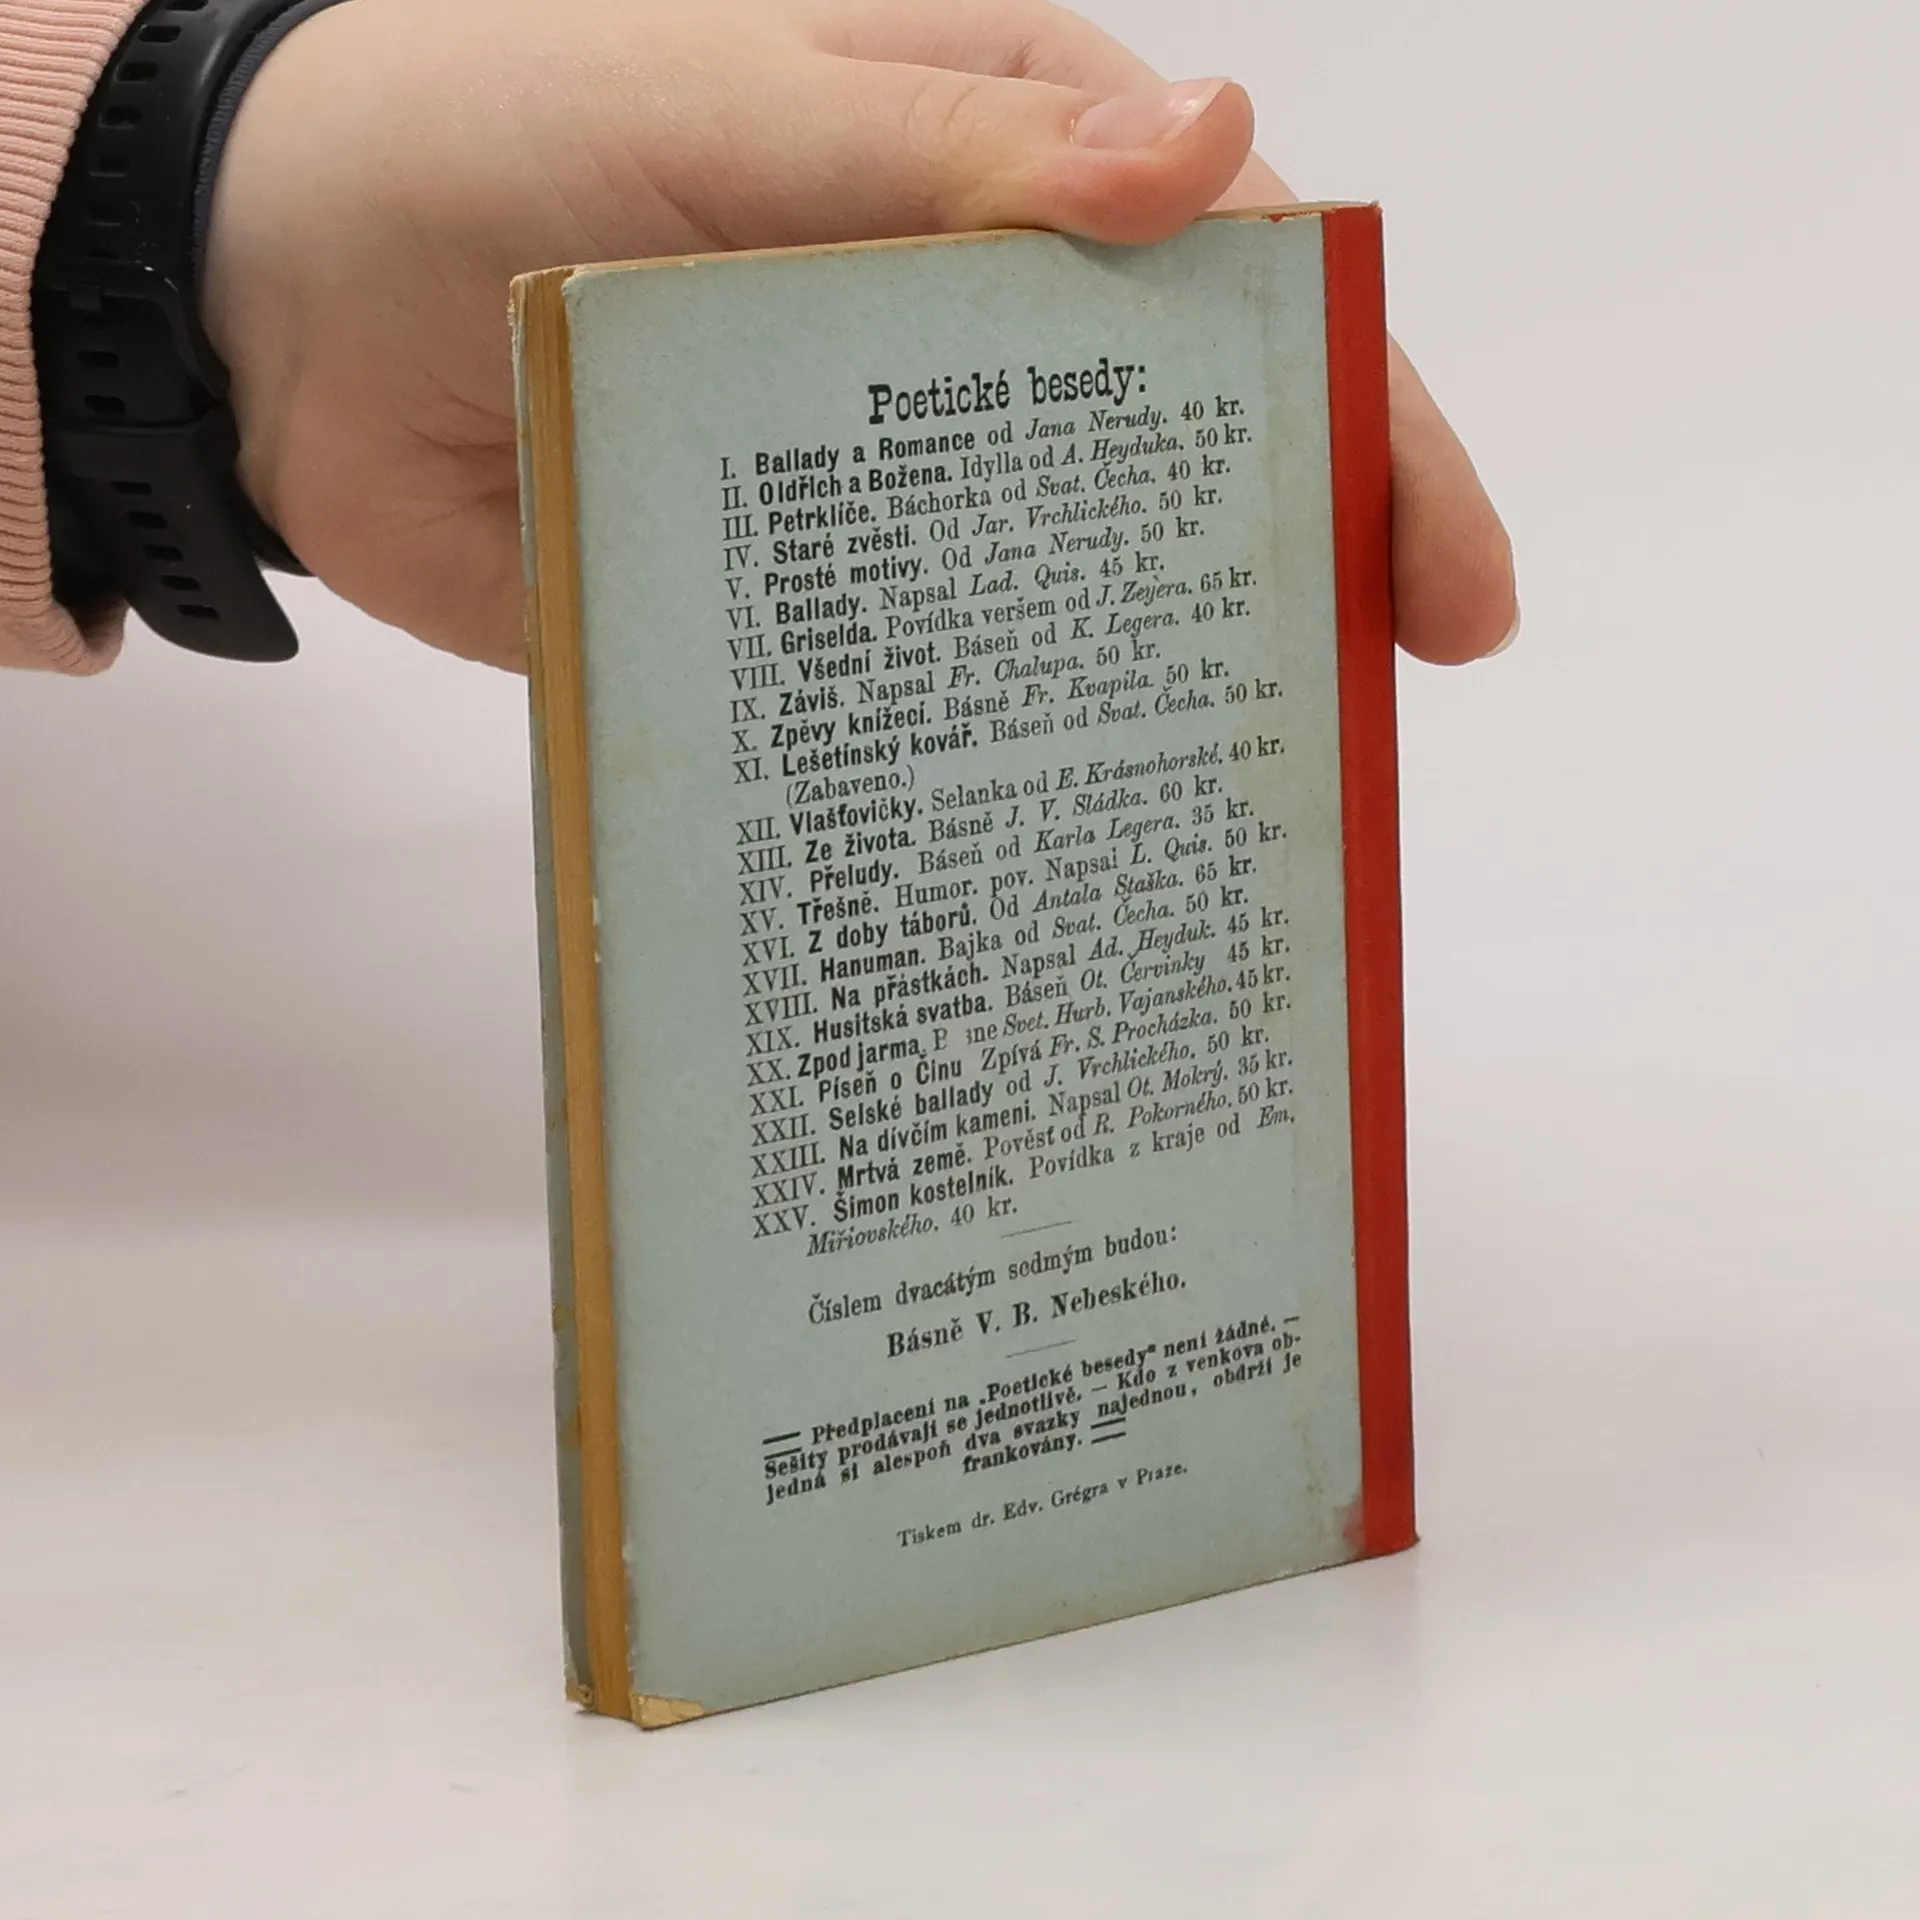 Poetické besedy:
I. Ballady a Romance od Jana Nerudy. 40 kr.
II. Oldřich a Božena. Idylla od A. Heyduka. 50 kr.
III. Petrklíče. Báchorka od Svat. Čecha. 40 kr.
IV. Staré zvěsti. Od Jar. Vrchlického. 50 kr.
V. Prosté motivy. Od Jana Nerudy. 50 kr.
VI. Ballady. Napsal Lad. Quis. 45 kr.
VII. Griselda. Povídka veršem od J. Zeyera. 65 kr.
VIII. Všední život. Báseň od K. Legera. 40 kr.
IX. Záviš. Napsal Fr. Chalupa. 50 kr.
X. Zpěvy knížecí. Básně Fr. Kvapila. 50 kr.
XI. Lešetínský kovář. Báseň od Svat. Čecha. 50 kr.
(Zabaveno.)
XII. Vlašťovičky. Selanka od E. Krásnohorské. 40 kr.
XIII. Ze života. Básně J. V. Sládka. 60 kr.
XIV. Přeludy. Báseň od Karla Legera. 35 kr.
XV. Třešně. Humor. pov. Napsal L. Quis. 50 kr.
XVI. Z doby táborů. Od Antala Staška. 65 kr.
XVII. Hanuman. Bajka od Svat. Čecha. 50 kr.
XVIII. Na přástkách. Napsal Ad. Heyduk. 45 kr.
XIX. Husitská svatba. Báseň Ot. Červinky 45 kr.
XX. Zpod jarma. Svet. Hurb. Vajanského. 45 kr.
XXI. Píseň o Činu Zpívá Fr. S. Procházka. 50 kr.
XXII. Selské ballady od J. Vrchlického. 50 kr.
XXIII. Na dívčím kameni. Napsal Ot. Mokrý. 35 kr.
XXIV. Mrtvá země. Pověsť od R. Pokorného. 50 kr.
XXV. Šimon kostelník. Povídka z kraje od Em.
Miřiovského. 40 kr.
Číslem dvacátým sedmým budou:
Básně V. B. Nebeského.
Předplacení na „Poetické besedy" není žádné. —
Sešity prodávají se jednotlivě. — Kdo z venkova ob-
jedná si alespoň dva svazky najednou, obdrží je
frankovány.
Tiskem dr. Edv. Grégra v Praze.